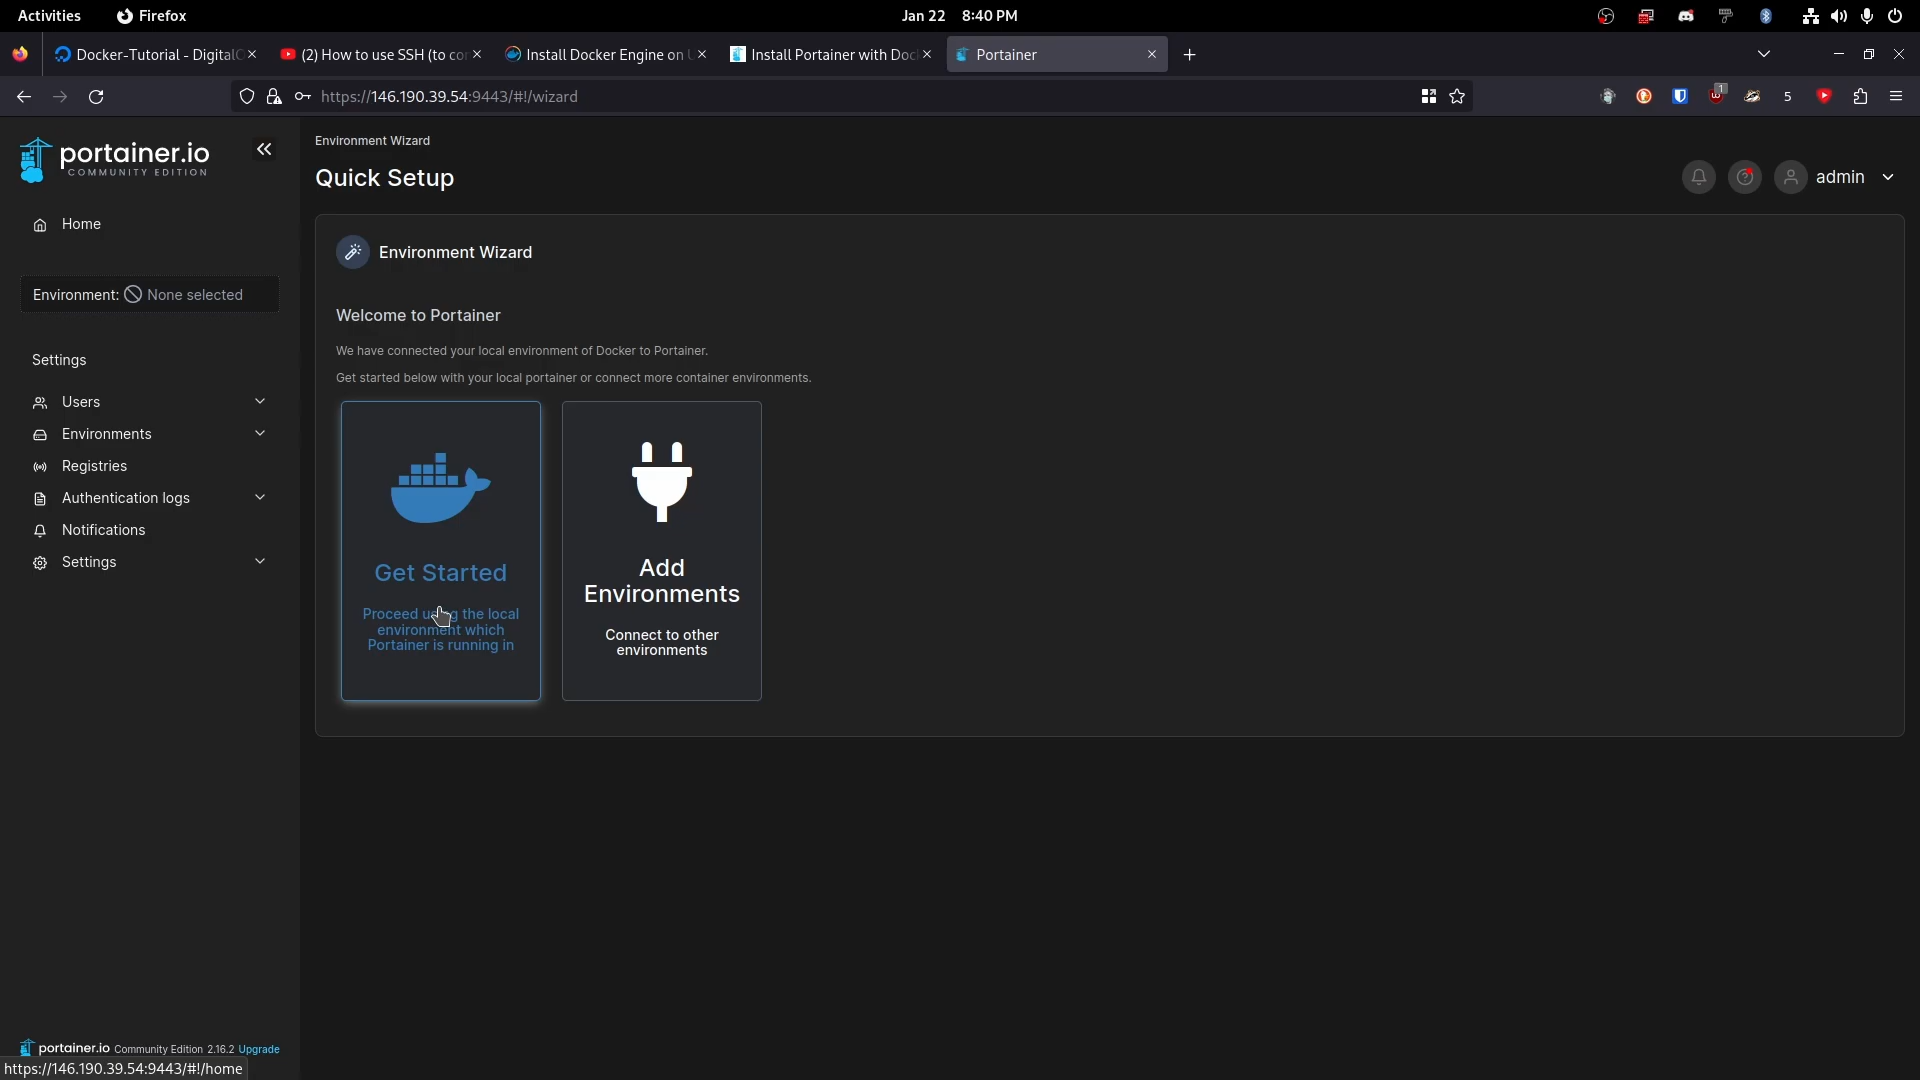 Activities
Firefox
Jan 22 8:40 PM
Docker-Tutorial - Digital
(2) How to use SSH (to co
Install Docker Engine on
Install Portainer with Doc
Portainer
https://146.190.39.54:9443/#!/wizard
1
5
portainer.io
COMMUNITY EDITION
Home
Environment: None selected
Settings
Users
Environments
Registries
Authentication logs
Notifications
Settings
portainer.io Community Edition 2.16.2 Upgrade
https://146.190.39.54:9443/#!/home
Environment Wizard
Quick Setup
admin
Environment Wizard
Welcome to Portainer
We have connected your local environment of Docker to Portainer.
Get started below with your local portainer or connect more container environments.
Get Started
Proceed using the local
environment which
Portainer is running in
Add
Environments
Connect to other
environments